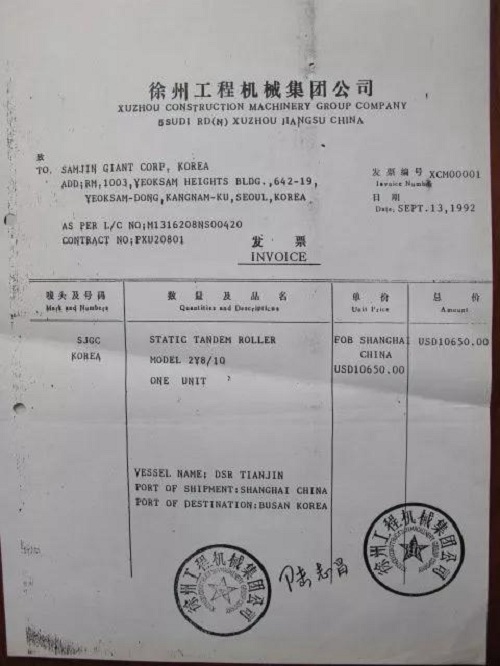 徐州工程机械集团公司
XUZHOU CONSTRUCTION MACHINERY GROUP COMPANY
55UDI RD(N) XUZHOU JIANGSU CHINA
致
TO. SAMJIN GIANT CORP, KOREA
ADD;RM,1003,YEOKSAM HEIGHTS BLDG.,642-19,
YEOKSAM-DONG,KANGNAM-KU,SEOUL,KOREA
发票编号 XCM00001
Invoice Number
日期
Date. SEPT.13,1992
AS PER L/C NO;M1316208NS00420
CONTRACT NO;PXU20801
发票
INVOICE
唛头及号码 数量及品名 单价 总价
Mark and Numbers Quantities and Descriptions Unit Price Amount
SJGC STATIC TANDEM ROLLER FOB SHANGHAI USD10650.00
KOREA MODEL 2Y8/10 CHINA
USD10650.00
ONE UNIT
VESSEL NAME; DSR TIANJIN
PORT OF SHIPMENT:SHANGHAI CHINA
PORT OF DESTINATION:BUSAN KOREA
徐州工程机械集团公司
徐州工程机械集团公司